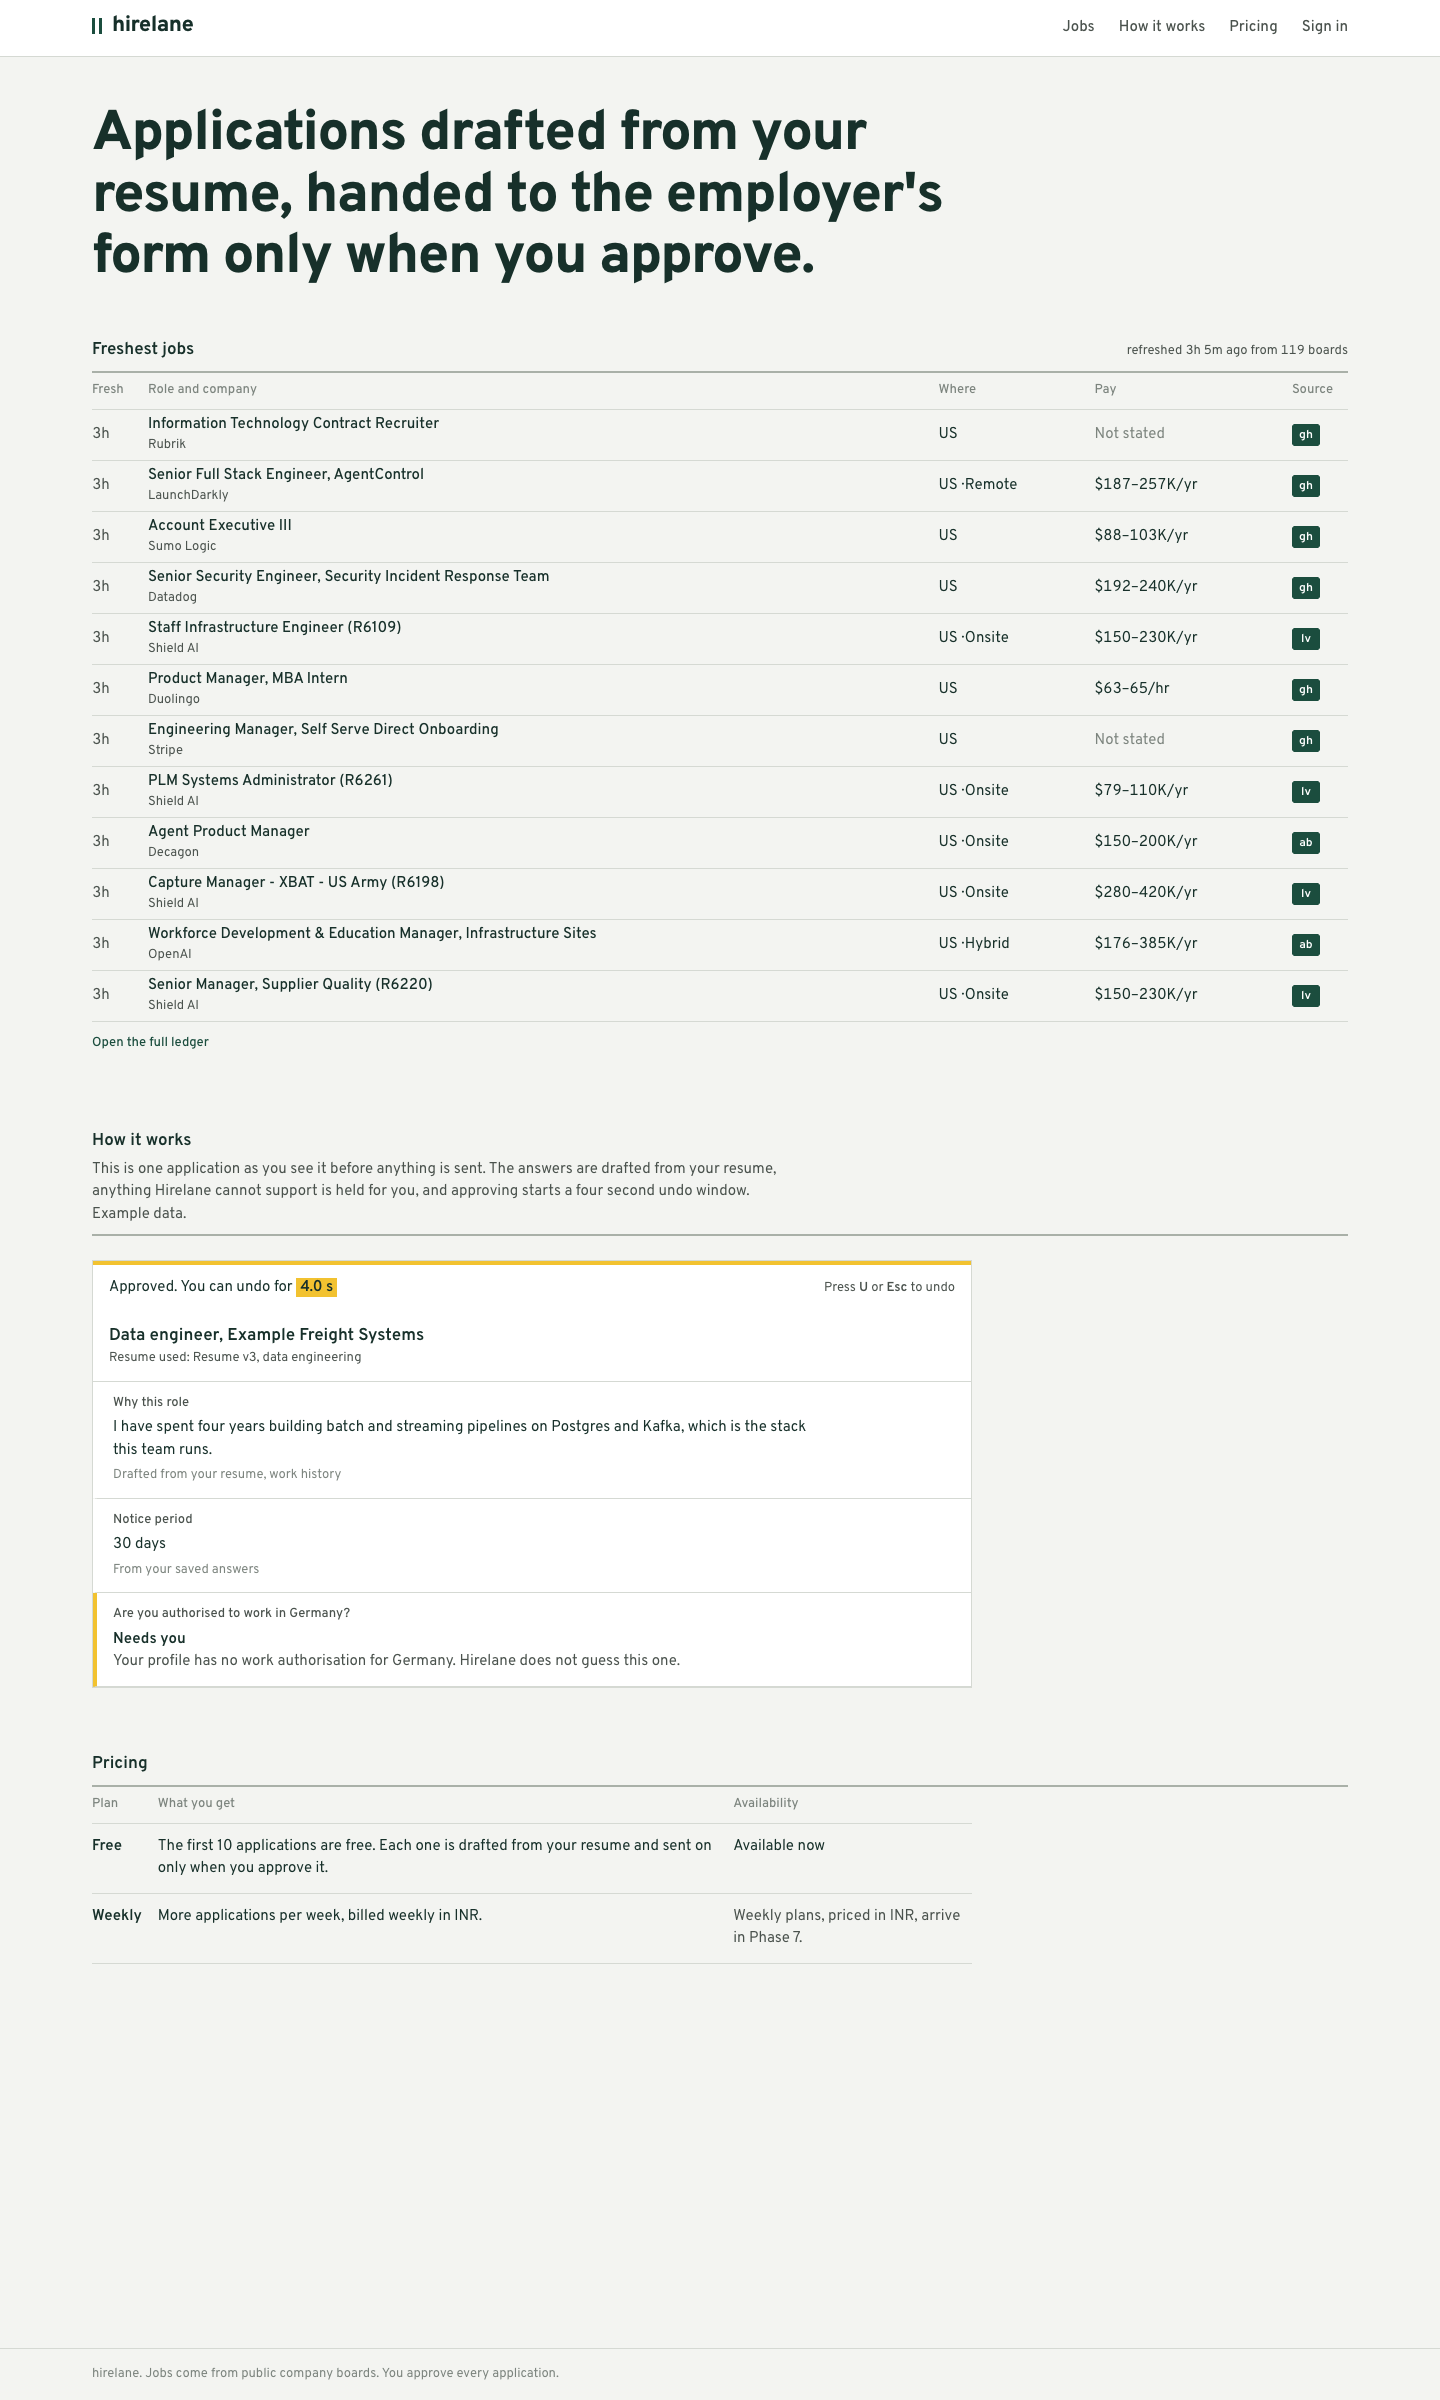 hirelane
Jobs How it works Pricing Sign in
Applications drafted from your
resume, handed to the employer's
form only when you approve.
Freshest jobs
refreshed 3h 5m ago from 119 boards
Fresh Role and company Where Pay Source
Information Technology Contract Recruiter
3h US Not stated gh
Rubrik
Senior Full Stack Engineer, AgentControl
3h US ·Remote $187–257K/yr gh
LaunchDarkly
Account Executive III
3h US $88–103K/yr gh
Sumo Logic
Senior Security Engineer, Security Incident Response Team
3h US $192–240K/yr gh
Datadog
Staff Infrastructure Engineer (R6109)
3h US ·Onsite $150–230K/yr lv
Shield AI
Product Manager, MBA Intern
3h US $63–65/hr gh
Duolingo
Engineering Manager, Self Serve Direct Onboarding
3h US Not stated gh
Stripe
PLM Systems Administrator (R6261)
3h US ·Onsite $79–110K/yr lv
Shield AI
Agent Product Manager
3h US ·Onsite $150–200K/yr ab
Decagon
Capture Manager - XBAT - US Army (R6198)
3h US ·Onsite $280–420K/yr lv
Shield AI
Workforce Development & Education Manager, Infrastructure Sites
3h US ·Hybrid $176–385K/yr ab
OpenAI
Senior Manager, Supplier Quality (R6220)
3h US ·Onsite $150–230K/yr lv
Shield AI
Open the full ledger
How it works
This is one application as you see it before anything is sent. The answers are drafted from your resume,
anything Hirelane cannot support is held for you, and approving starts a four second undo window.
Example data.
Approved. You can undo for 4.0 s
Press U or Esc to undo
Data engineer, Example Freight Systems
Resume used: Resume v3, data engineering
Why this role
I have spent four years building batch and streaming pipelines on Postgres and Kafka, which is the stack
this team runs.
Drafted from your resume, work history
Notice period
30 days
From your saved answers
Are you authorised to work in Germany?
Needs you
Your profile has no work authorisation for Germany. Hirelane does not guess this one.
Pricing
Plan What you get Availability
Free The first 10 applications are free. Each one is drafted from your resume and sent on Available now
only when you approve it.
Weekly More applications per week, billed weekly in INR. Weekly plans, priced in INR, arrive
in Phase 7.
hirelane. Jobs come from public company boards. You approve every application.